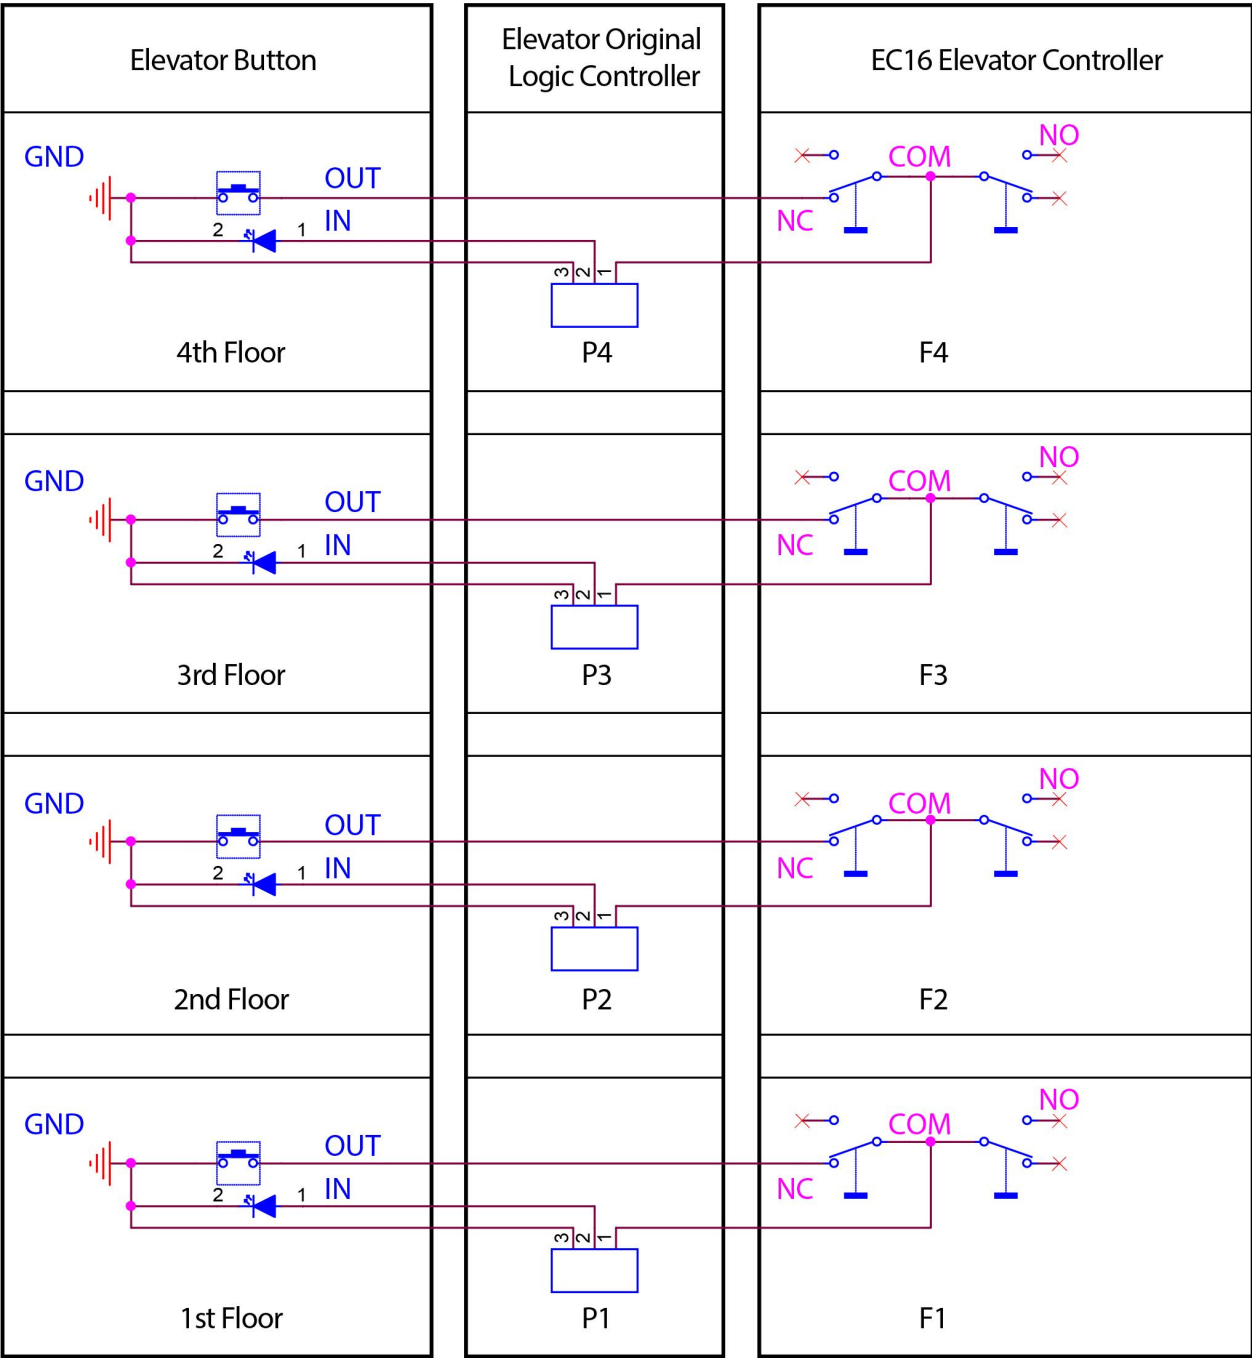 Elevator Button
Elevator Original
Logic Controller
EC16 Elevator Controller
GND
OUT
IN
2
1
3
2
1
NC
COM
NO
4th Floor
P4
F4
GND
OUT
IN
2
1
3
2
1
NC
COM
NO
3rd Floor
P3
F3
GND
OUT
IN
2
1
3
2
1
NC
COM
NO
2nd Floor
P2
F2
GND
OUT
IN
2
1
3
2
1
NC
COM
NO
1st Floor
P1
F1